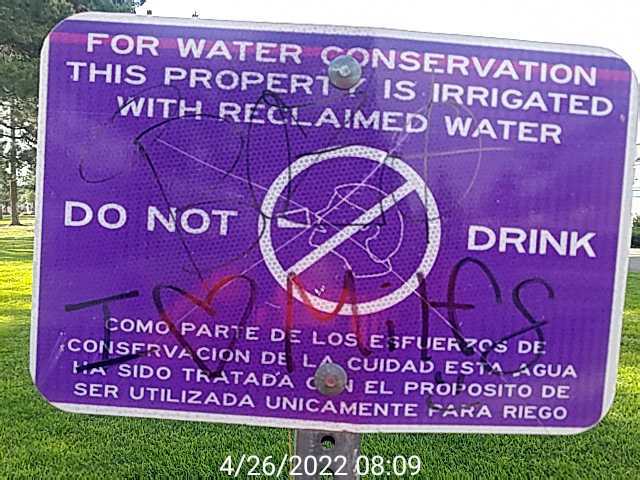 FOR WATER CONSERVATION
THIS PROPERTY IS IRRIGATED
WITH RECLAIMED WATER
DO NOT DRINK
I ♡ Milfs
COMO PARTE DE LOS ESFUERZOS DE
CONSERVACION DE LA CUIDAD ESTA AGUA
HA SIDO TRATADA CON EL PROPOSITO DE
SER UTILIZADA UNICAMENTE PARA RIEGO
4/26/2022 08:09